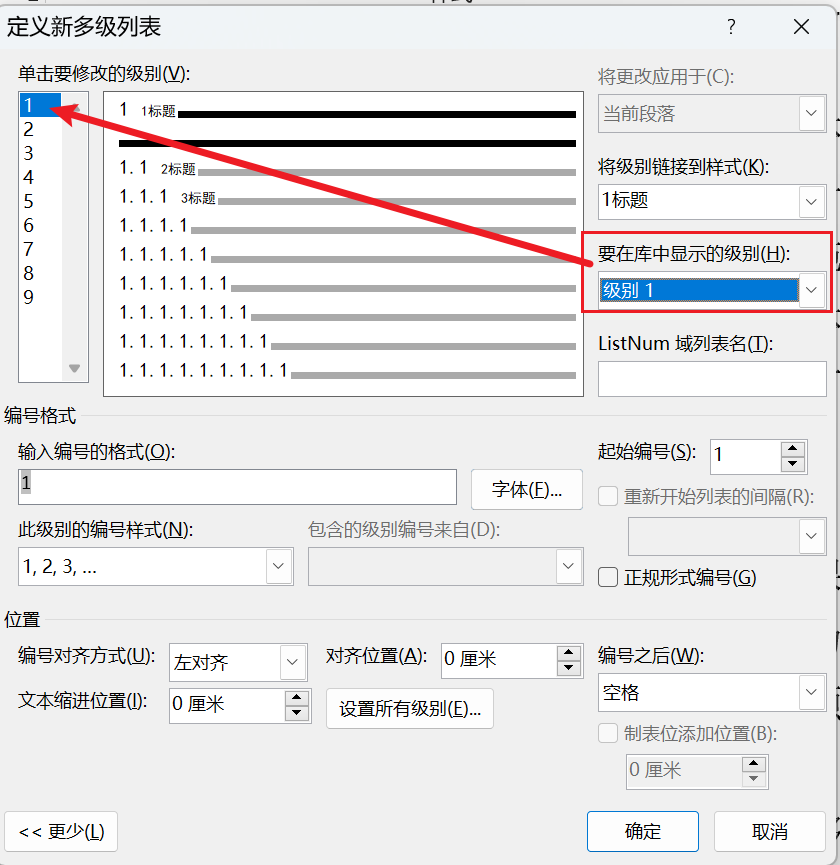 定义新多级列表
?
单击要修改的级别(V):
将更改应用于(C):
当前段落
1
2
3
4
5
6
7
8
9
1 1标题
1.1 2标题
1.1.1 3标题
1.1.1.1
1.1.1.1.1
1.1.1.1.1.1
1.1.1.1.1.1.1
1.1.1.1.1.1.1.1
1.1.1.1.1.1.1.1.1
将级别链接到样式(K):
1标题
要在库中显示的级别(H):
级别 1
ListNum 域列表名(T):
编号格式
输入编号的格式(O):
1
字体(F)...
起始编号(S): 1
重新开始列表的间隔(R):
此级别的编号样式(N):
1, 2, 3, ...
包含的级别编号来自(D):
正规形式编号(G)
位置
编号对齐方式(U): 左对齐
对齐位置(A): 0 厘米
编号之后(W):
空格
文本缩进位置(I): 0 厘米
设置所有级别(E)...
制表位添加位置(B):
0 厘米
<< 更少(L)
确定
取消